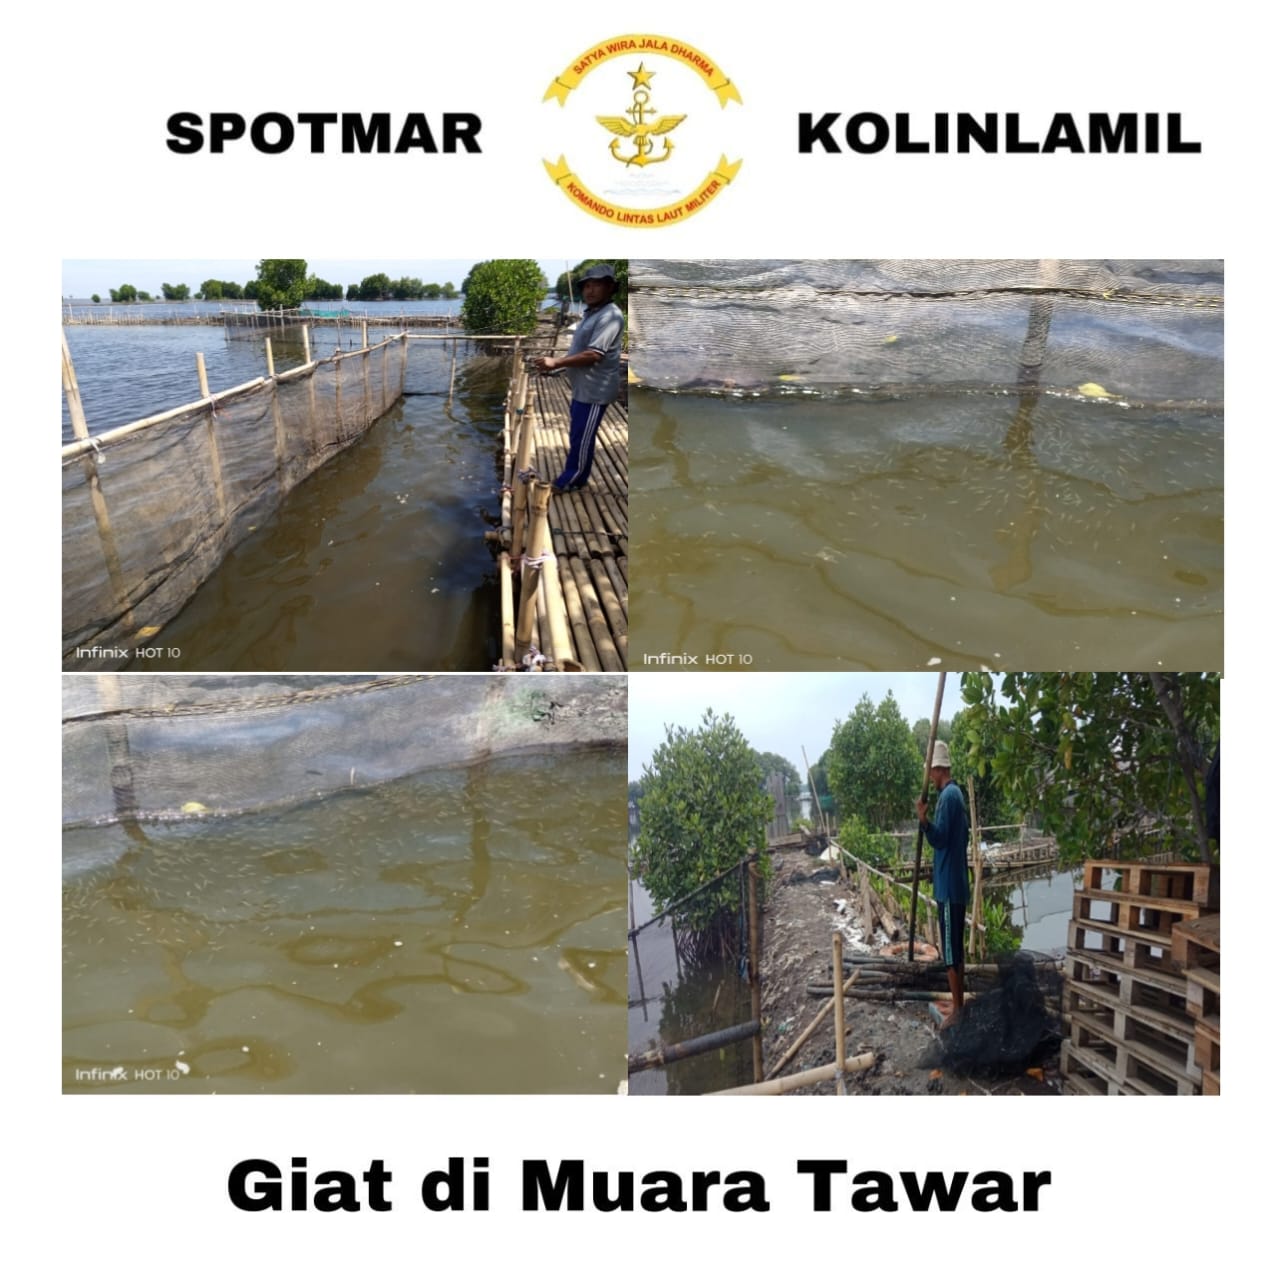 SPOTMAR
SATYA WIRA JALA DHARMA
KOMANDO LINTAS LAUT MILITER
KOLINLAMIL
Infinix HOT 10
Infinix HOT 10
Infinix HOT 10
Giat di Muara Tawar